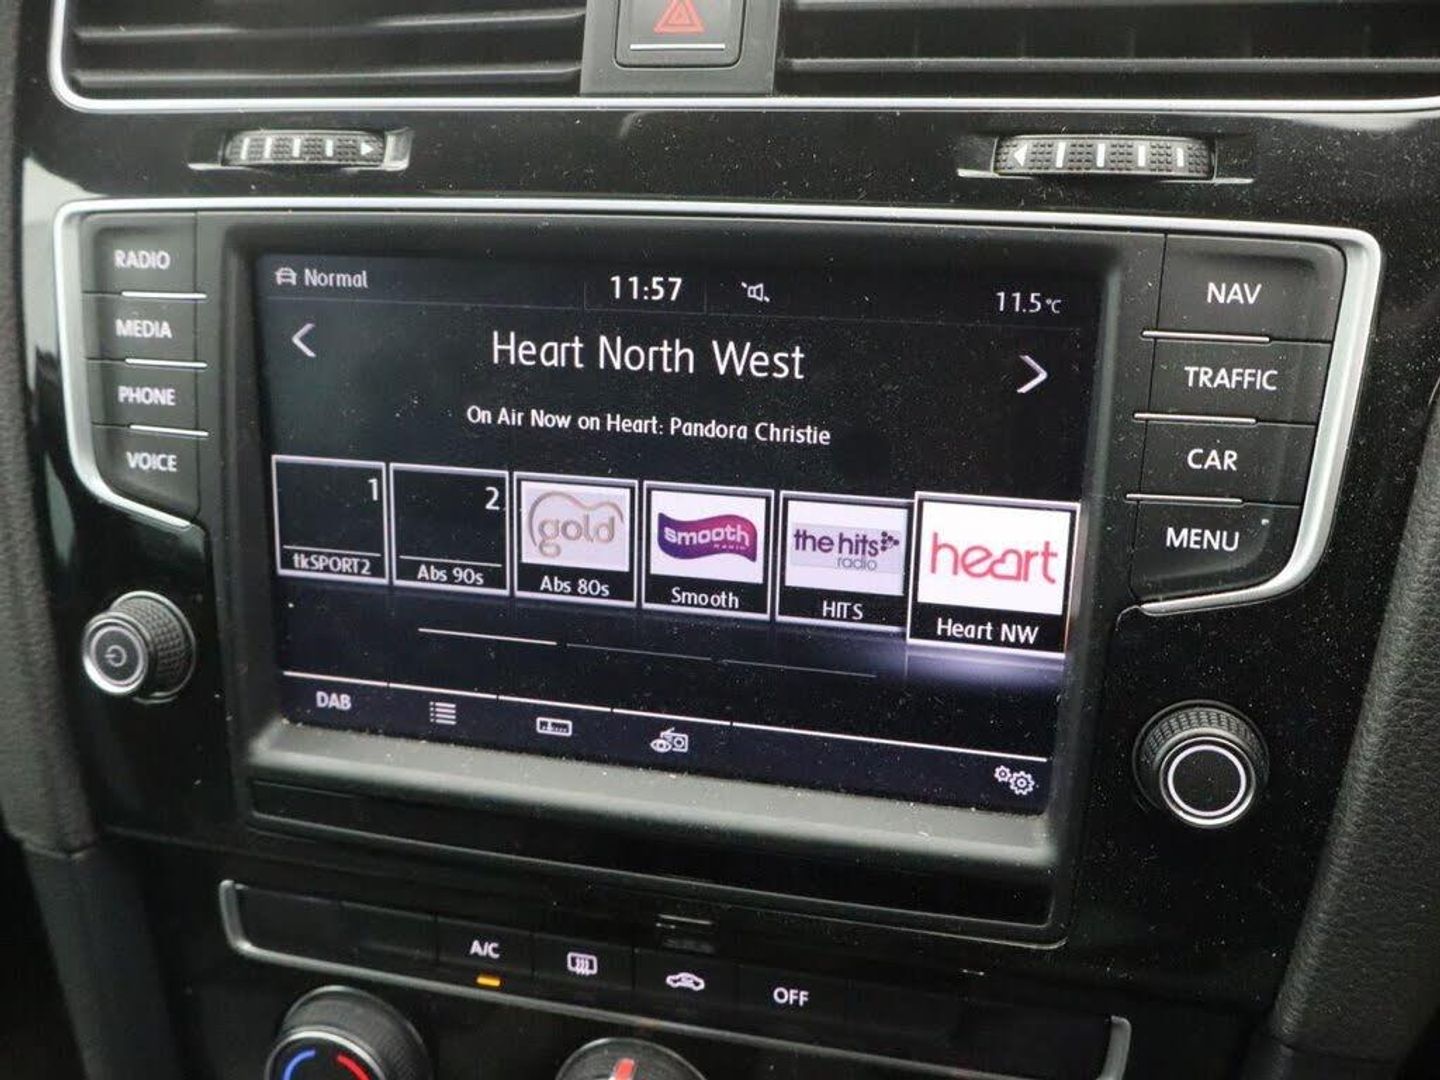 RADIO
MEDIA
PHONE
VOICE
Normal
11:57
11.5°C
Heart North West
On Air Now on Heart: Pandora Christie
1
tkSPORT2
2
Abs 90s
gold
Abs 80s
smooth
radio
Smooth
the hits
radio
HITS
heart
Heart NW
DAB
NAV
TRAFFIC
CAR
MENU
A/C
OFF